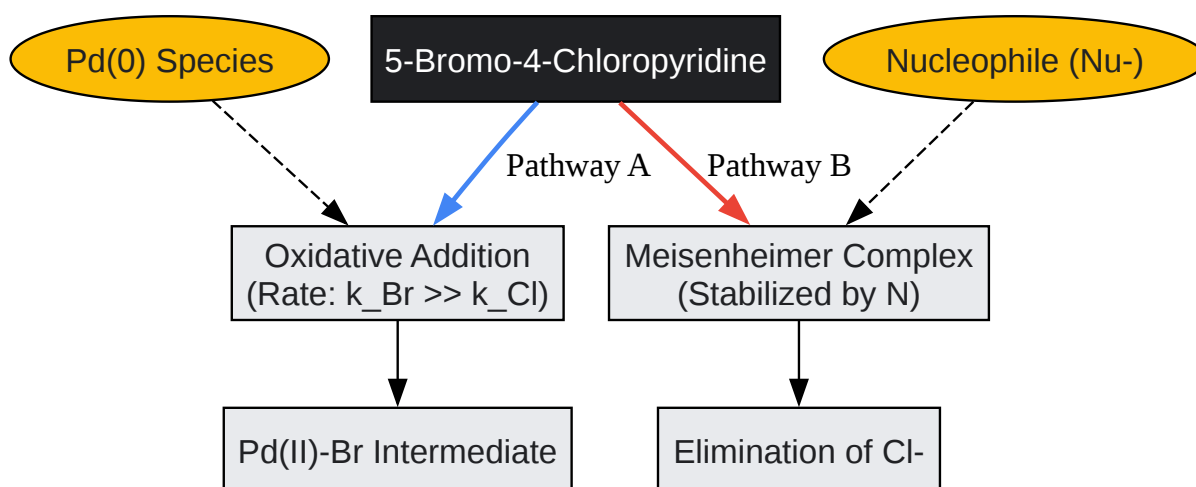 Pd(0) Species
5-Bromo-4-Chloropyridine
Nucleophile (Nu-)
Pathway A
Pathway B
Oxidative Addition
(Rate: k_Br >> k_Cl)
Meisenheimer Complex
(Stabilized by N)
Pd(II)-Br Intermediate
Elimination of Cl-